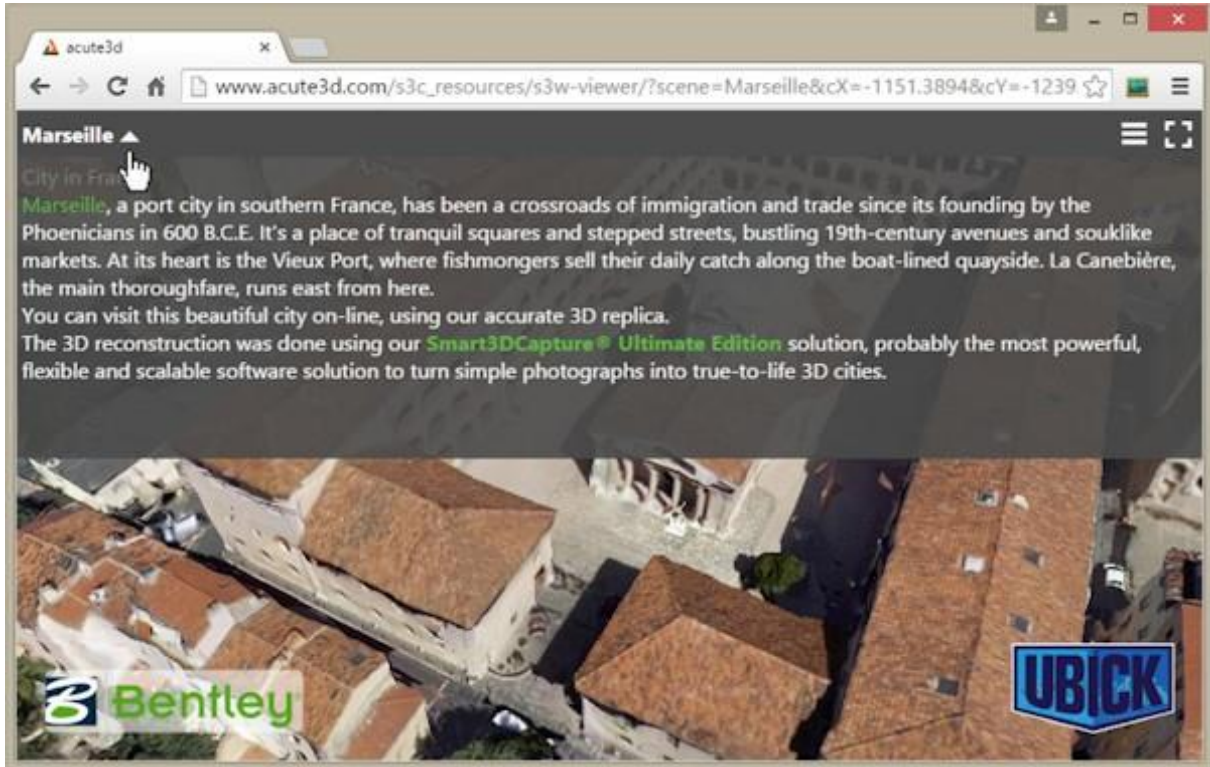 acute3d
www.acute3d.com/s3c_resources/s3w-viewer/?scene=Marseille&cX=-1151.3894&cY=-1239
Marseille
City in
Marseille, a port city in southern France, has been a crossroads of immigration and trade since its founding by the
Phoenicians in 600 B.C.E. It's a place of tranquil squares and stepped streets, bustling 19th-century avenues and souklike
markets. At its heart is the Vieux Port, where fishmongers sell their daily catch along the boat-lined quayside. La Canebière,
the main thoroughfare, runs east from here.
You can visit this beautiful city on-line, using our accurate 3D replica.
The 3D reconstruction was done using our Smart3DCapture® Ultimate Edition solution, probably the most powerful,
flexible and scalable software solution to turn simple photographs into true-to-life 3D cities.
Bentley
UBICK